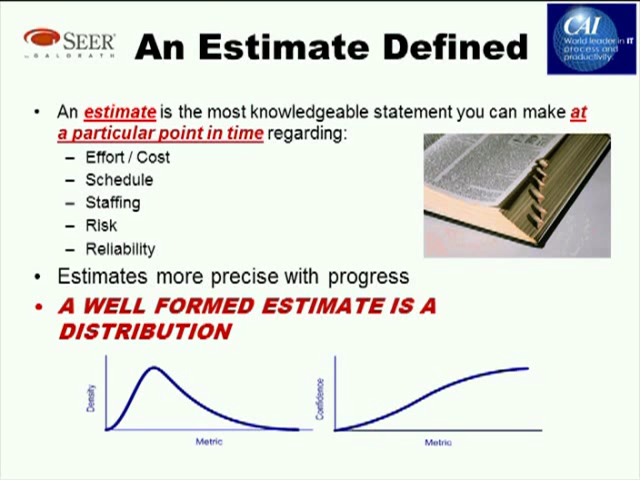 SEER
by GALORATH
An Estimate Defined
CAI
World leader in IT
process and
productivity.
• An estimate is the most knowledgeable statement you can make at
a particular point in time regarding:
– Effort / Cost
– Schedule
– Staffing
– Risk
– Reliability
• Estimates more precise with progress
• A WELL FORMED ESTIMATE IS A
DISTRIBUTION
Density
Metric
Confidence
Metric